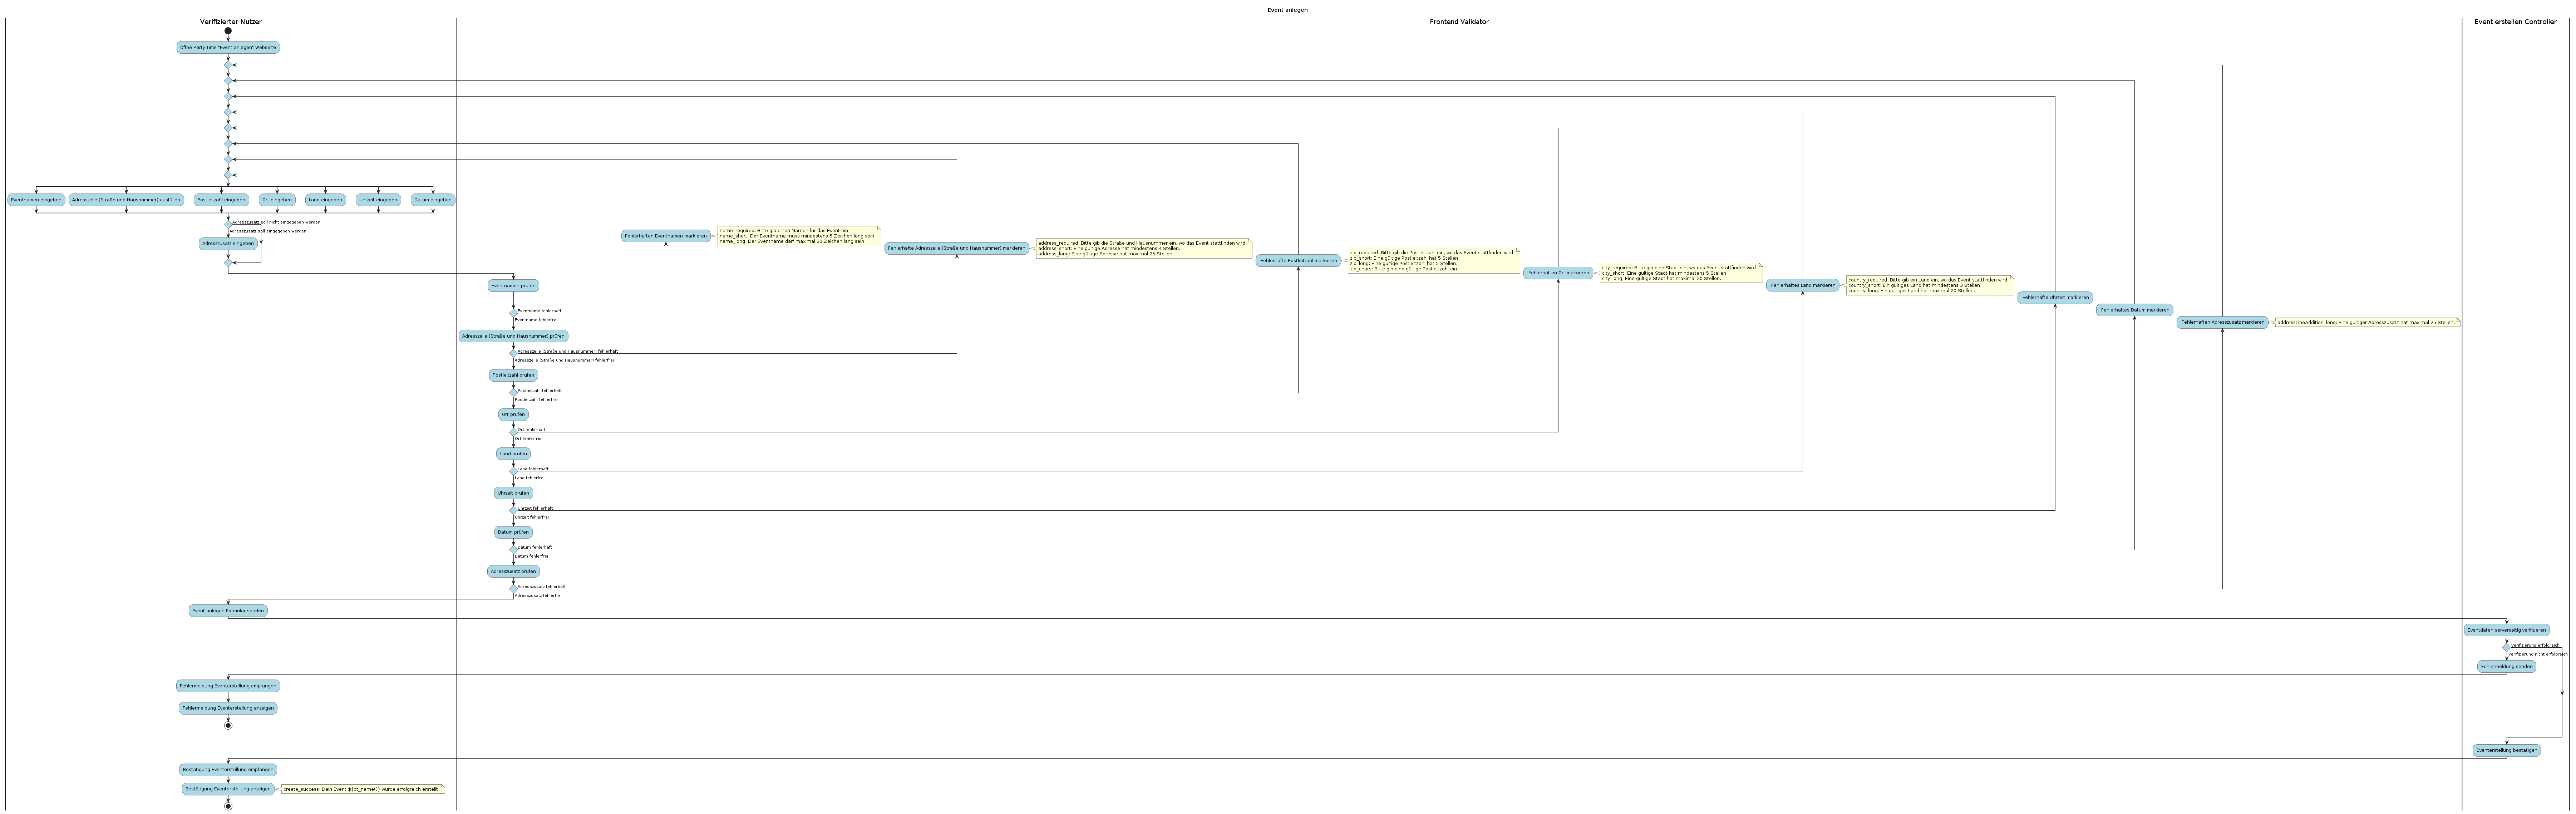 Event anlegen
Verifizierter Nutzer
Frontend Validator
Event erstellen Controller
Öffne Party Time "Event anlegen" Webseite
Eventnamen eingeben
Adresszeile (Straße und Hausnummer) ausfüllen
Postleitzahl eingeben
Ort eingeben
Land eingeben
Uhrzeit eingeben
Datum eingeben
Adresszusatz soll nicht eingegeben werden
Adresszusatz soll eingegeben werden
Adresszusatz eingeben
Fehlerhaften Eventnamen markieren
name_required: Bitte gib einen Namen für das Event ein.
name_short: Der Eventname muss mindestens 5 Zeichen lang sein.
name_long: Der Eventname darf maximal 30 Zeichen lang sein.
Fehlerhafte Adresszeile (Straße und Hausnummer) markieren
address_required: Bitte gib die Straße und Hausnummer ein, wo das Event stattfinden wird.
address_short: Eine gültige Adresse hat mindestens 4 Stellen.
address_long: Eine gültige Adresse hat maximal 25 Stellen.
Fehlerhafte Postleitzahl markieren
zip_required: Bitte gib die Postleitzahl ein, wo das Event stattfinden wird.
zip_short: Eine gültige Postleitzahl hat 5 Stellen.
zip_long: Eine gültige Postleitzahl hat 5 Stellen.
zip_chars: Bitte gib eine gültige Postleitzahl ein.
Fehlerhaften Ort markieren
city_required: Bitte gib eine Stadt ein, wo das Event stattfinden wird.
city_short: Eine gültige Stadt hat mindestens 5 Stellen.
city_long: Eine gültige Stadt hat maximal 20 Stellen.
Fehlerhaftes Land markieren
country_required: Bitte gib ein Land ein, wo das Event stattfinden wird.
country_short: Ein gültiges Land hat mindestens 3 Stellen.
country_long: Ein gültiges Land hat maximal 20 Stellen.
Fehlerhafte Uhrzeit markieren
Fehlerhaftes Datum markieren
Fehlerhaften Adresszusatz markieren
addressLineAddition_long: Eine gültiger Adresszusatz hat maximal 25 Stellen.
Eventnamen prüfen
Eventname fehlerhaft
Eventname fehlerfrei
Adresszeile (Straße und Hausnummer) prüfen
Adresszeile (Straße und Hausnummer) fehlerhaft
Adresszeile (Straße und Hausnummer) fehlerfrei
Postleitzahl prüfen
Postleitzahl fehlerhaft
Postleitzahl fehlerfrei
Ort prüfen
Ort fehlerhaft
Ort fehlerfrei
Land prüfen
Land fehlerhaft
Land fehlerfrei
Uhrzeit prüfen
Uhrzeit fehlerhaft
Uhrzeit fehlerfrei
Datum prüfen
Datum fehlerhaft
Datum fehlerfrei
Adresszusatz prüfen
Adresszusatz fehlerhaft
Adresszusatz fehlerfrei
Event-anlegen-Formular senden
Eventdaten serverseitig verifizieren
Verifizierung erfolgreich
Verifizierung nicht erfolgreich
Fehlermeldung senden
Fehlermeldung Eventerstellung empfangen
Fehlermeldung Eventerstellung anzeigen
Eventerstellung bestätigen
Bestätigung Eventerstellung empfangen
Bestätigung Eventerstellung anzeigen
create_success: Dein Event ${pt_name()} wurde erfolgreich erstellt.